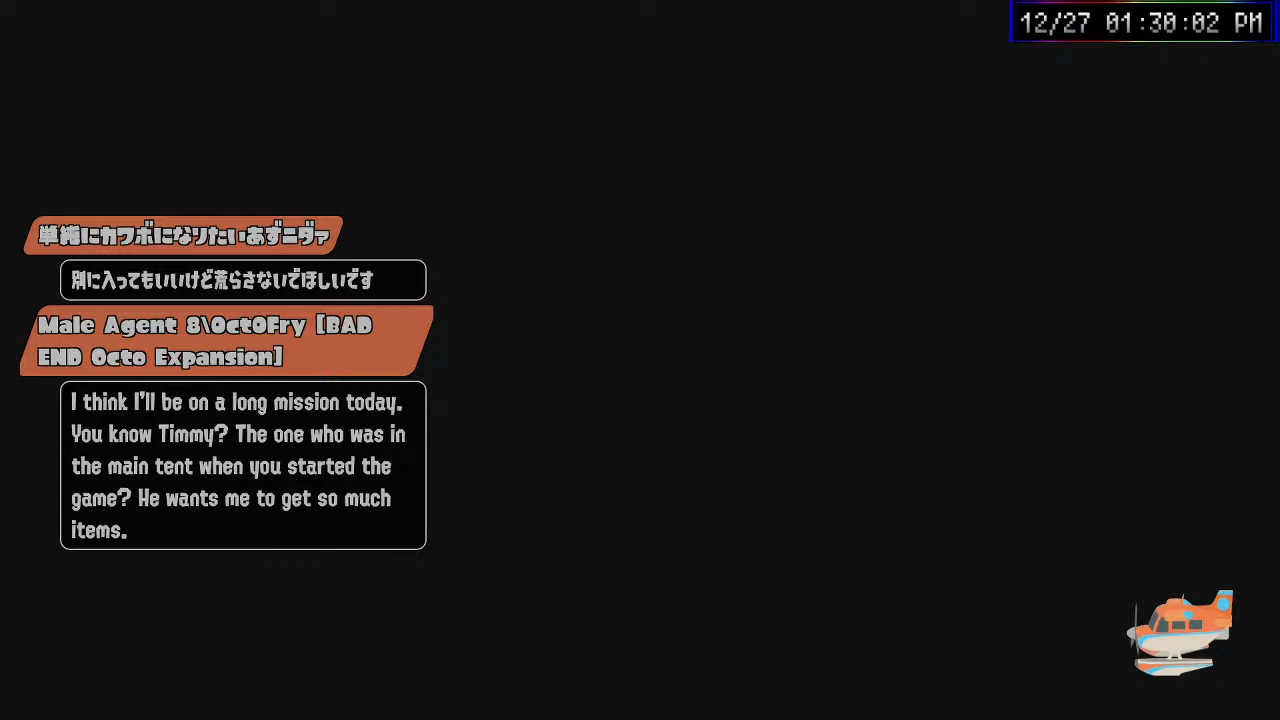 12/27 01:30:02 PM
単純にカワボになりたいあずニダァ
別に入ってもいいけど荒らさないでほしいです
Male Agent 8\OctOFry [BAD
END Octo Expansion]
I think I'll be on a long mission today.
You know Timmy? The one who was in
the main tent when you started the
game? He wants me to get so much
items.